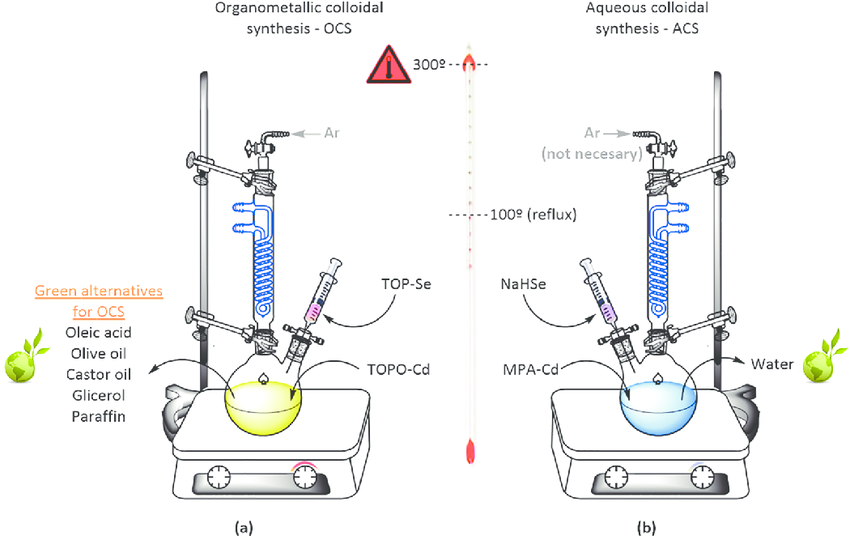 Organometallic colloidal
synthesis - OCS
Aqueous colloidal
synthesis - ACS
300º
Ar
Ar
(not necesary)
100º (reflux)
TOP-Se
NaHSe
Green alternatives
for OCS
Oleic acid
Olive oil
Castor oil
Glicerol
Paraffin
TOPO-Cd
MPA-Cd
Water
(a)
(b)